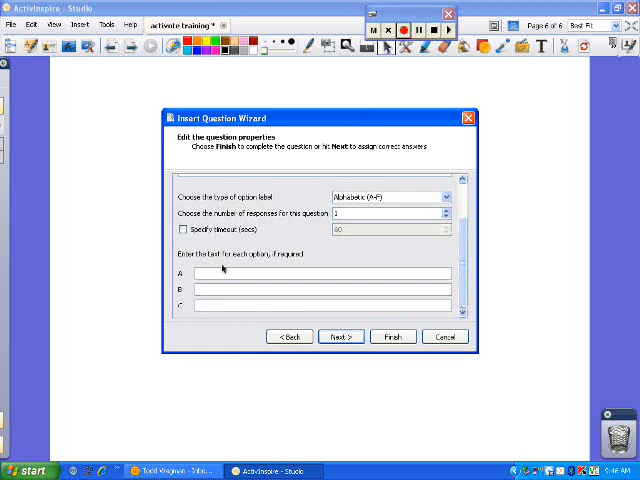 ActivInspire - Studio
File Edit View Insert Tools Help activote training *
M
Page 6 of 6 Best Fit
Insert Question Wizard
Edit the question properties
Choose Finish to complete the question or hit Next to assign correct answers
Choose the type of option label Alphabetic (A-F)
Choose the number of responses for this question 1
Specify timeout (secs) 60
Enter the text for each option, if required
A
B
C
< Back Next > Finish Cancel
start Todd Wegman - Inbo... ActivInspire - Studio 9:46 AM